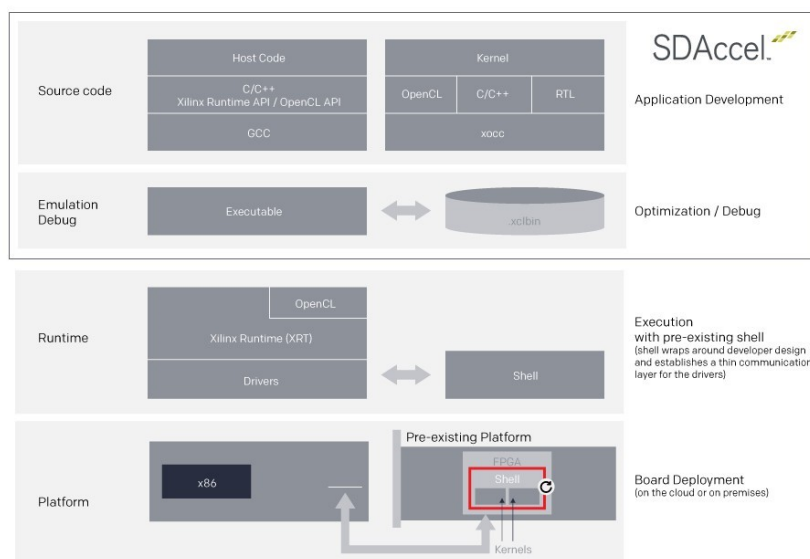 SDAccel™
Source code
Host Code
C/C++
Xilinx Runtime API / OpenCL API
GCC
Kernel
OpenCL
C/C++
RTL
xocc
Application Development
Emulation
Debug
Executable
.xclbin
Optimization / Debug
Runtime
OpenCL
Xilinx Runtime (XRT)
Drivers
Shell
Execution
with pre-existing shell
(shell wraps around developer design
and establishes a thin communication
layer for the drivers)
Platform
x86
Pre-existing Platform
FPGA
Shell
Kernels
Board Deployment
(on the cloud or on premises)